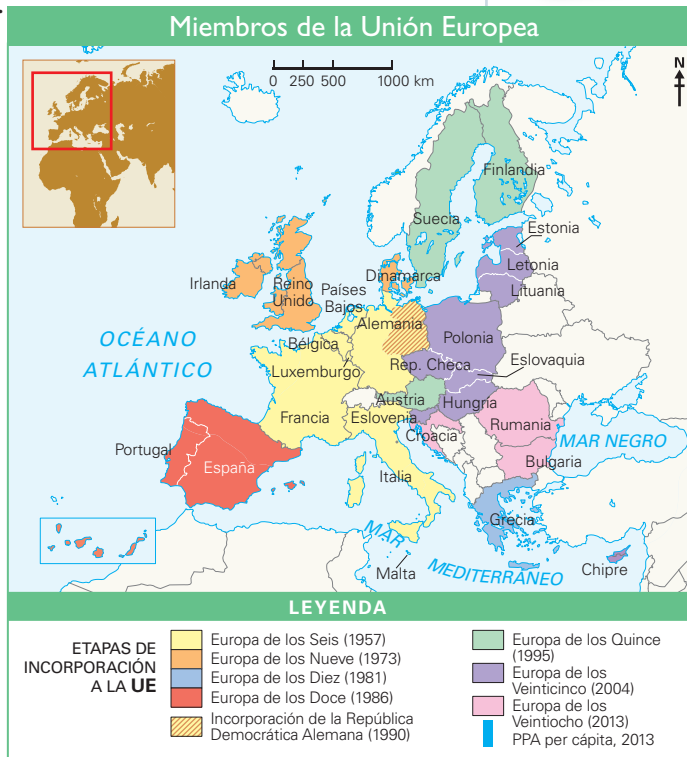 Miembros de la Unión Europea
0 250 500 1000 km
N
Finlandia
Suecia
Estonia
Letonia
Lituania
Irlanda
Reino
Unido
Dinamarca
Países
Bajos
Alemania
Polonia
OCÉANO
ATLÁNTICO
Bélgica
Luxemburgo
Rep. Checa
Eslovaquia
Austria
Hungría
Francia
Eslovenia
Croacia
Rumania
MAR NEGRO
Bulgaria
Portugal
España
Italia
Grecia
MAR
MEDITERRÁNEO
Malta
Chipre
LEYENDA
ETAPAS DE
INCORPORACIÓN
A LA UE
Europa de los Seis (1957)
Europa de los Nueve (1973)
Europa de los Diez (1981)
Europa de los Doce (1986)
Incorporación de la República
Democrática Alemana (1990)
Europa de los Quince
(1995)
Europa de los
Veinticinco (2004)
Europa de los
Veintiocho (2013)
PPA per cápita, 2013